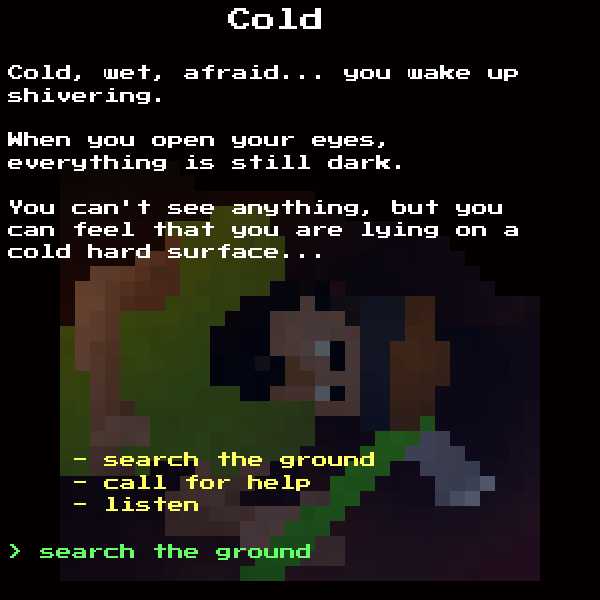 Cold
Cold, wet, afraid... you wake up
shivering.
When you open your eyes,
everything is still dark.
You can't see anything, but you
can feel that you are lying on a
cold hard surface...
- search the ground
- call for help
- listen
> search the ground